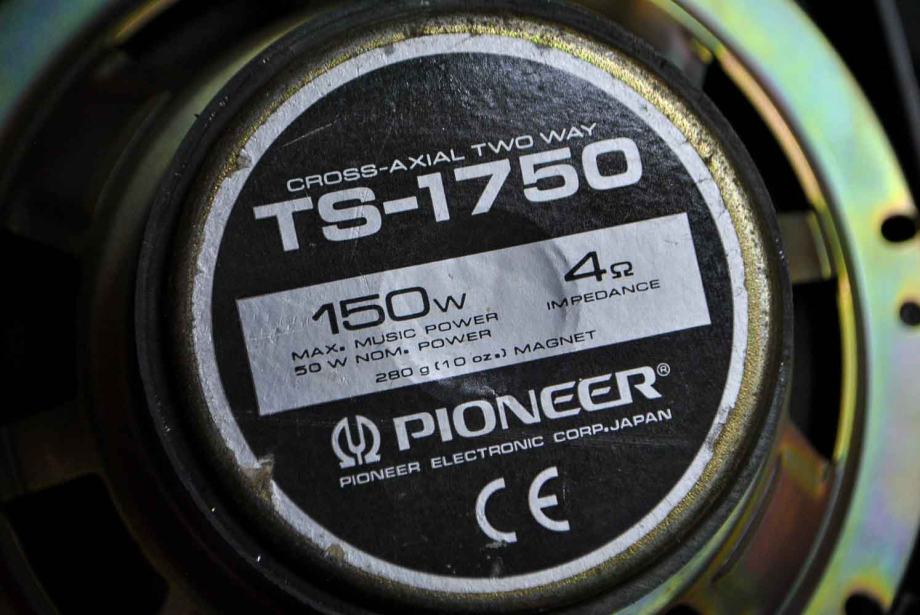 CROSS-AXIAL TWO WAY
TS-1750
150W 4Ω
MAX. MUSIC POWER IMPEDANCE
50 W NOM. POWER
280 g (10 oz.) MAGNET
PIONEER®
PIONEER ELECTRONIC CORP.JAPAN
CE